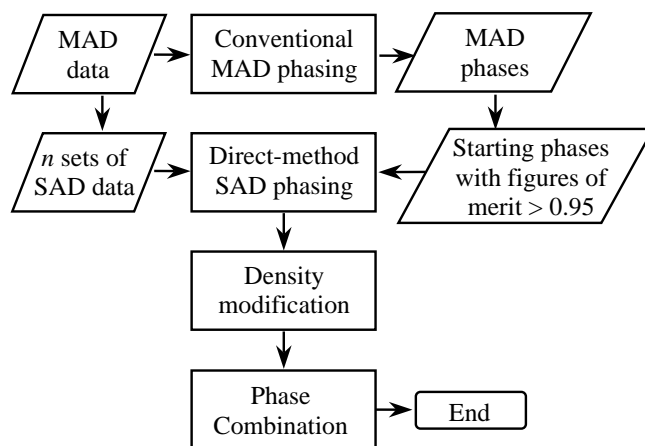 MAD
data
Conventional
MAD phasing
MAD
phases
n sets of
SAD data
Direct-method
SAD phasing
Starting phases
with figures of
merit > 0.95
Density
modification
Phase
Combination
End